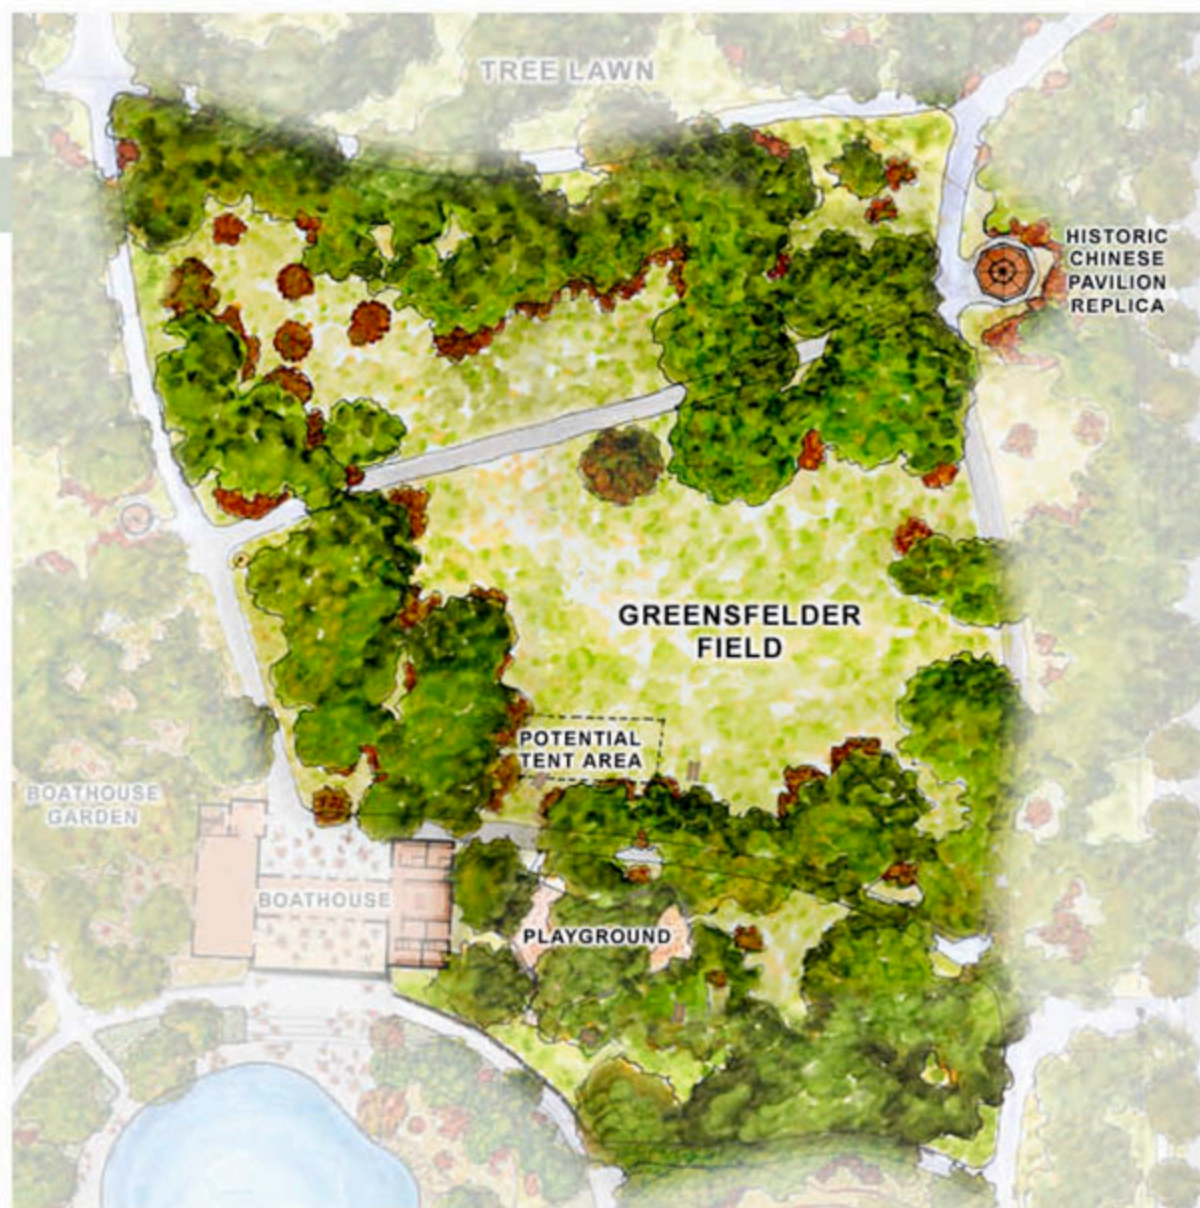 TREE LAWN
HISTORIC
CHINESE
PAVILION
REPLICA
GREENSFELDER
FIELD
POTENTIAL
TENT AREA
BOATHOUSE
GARDEN
BOATHOUSE
PLAYGROUND